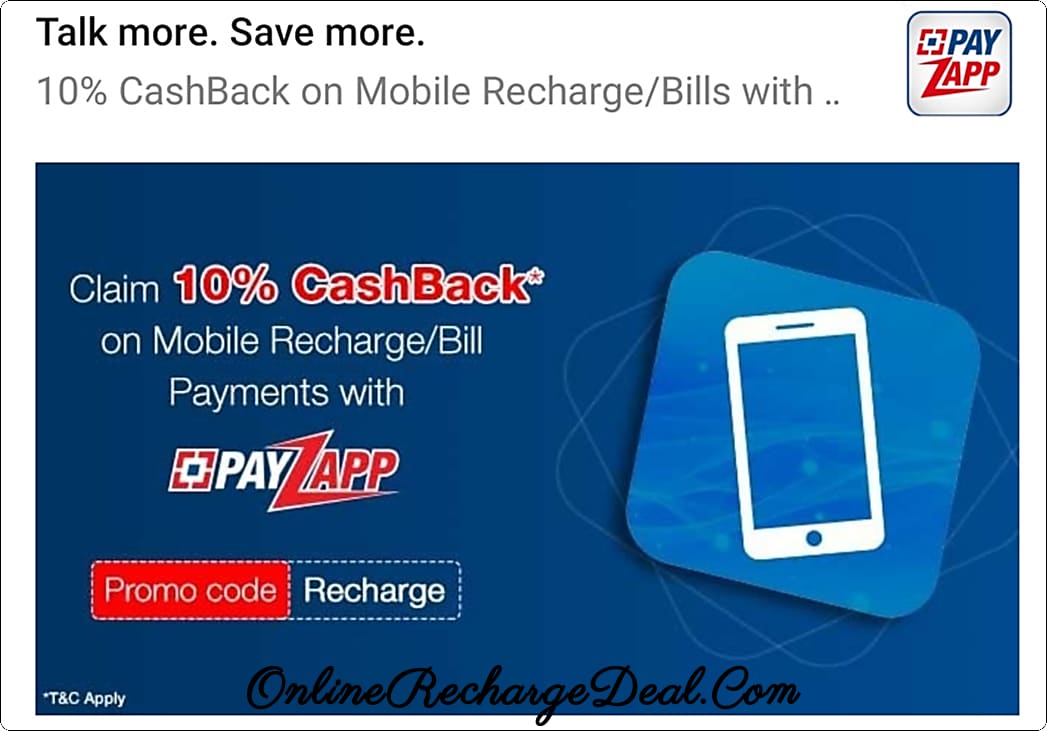 Talk more. Save more.
10% CashBack on Mobile Recharge/Bills with ..
PAY
ZAPP
Claim 10% CashBack*
on Mobile Recharge/Bill
Payments with
PAYZAPP
Promo code Recharge
*T&C Apply
OnlineRechargeDeal.Com